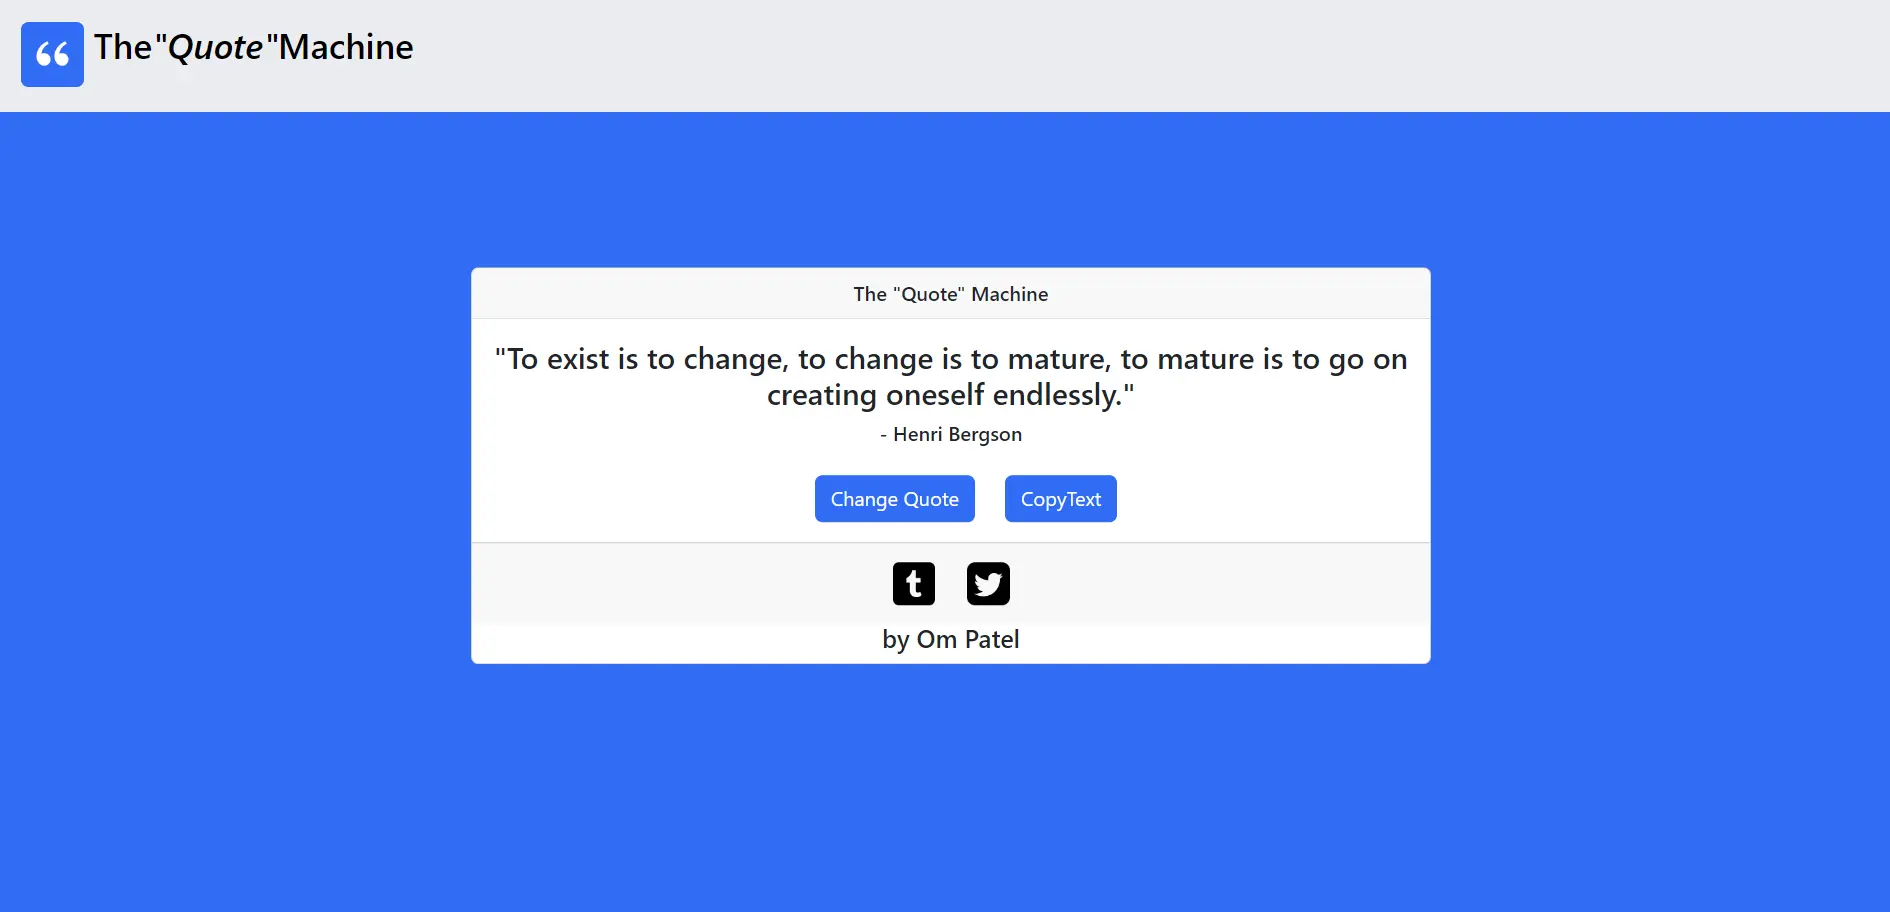 The"Quote"Machine
The "Quote" Machine
"To exist is to change, to change is to mature, to mature is to go on
creating oneself endlessly."
- Henri Bergson
Change Quote CopyText
by Om Patel